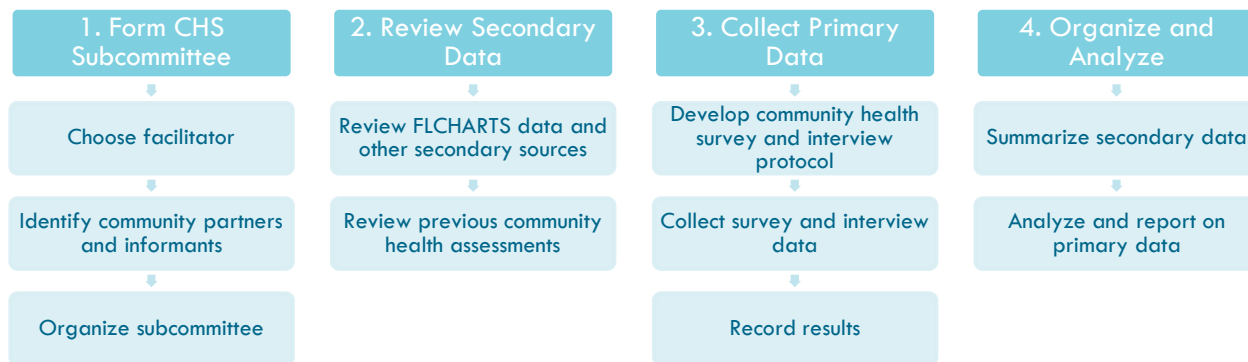 1. Form CHS
Subcommittee
Choose facilitator
Identify community partners
and informants
Organize subcommittee
2. Review Secondary
Data
Review FLCHARTS data and
other secondary sources
Review previous community
health assessments
3. Collect Primary
Data
Develop community health
survey and interview
protocol
Collect survey and interview
data
Record results
4. Organize and
Analyze
Summarize secondary data
Analyze and report on
primary data